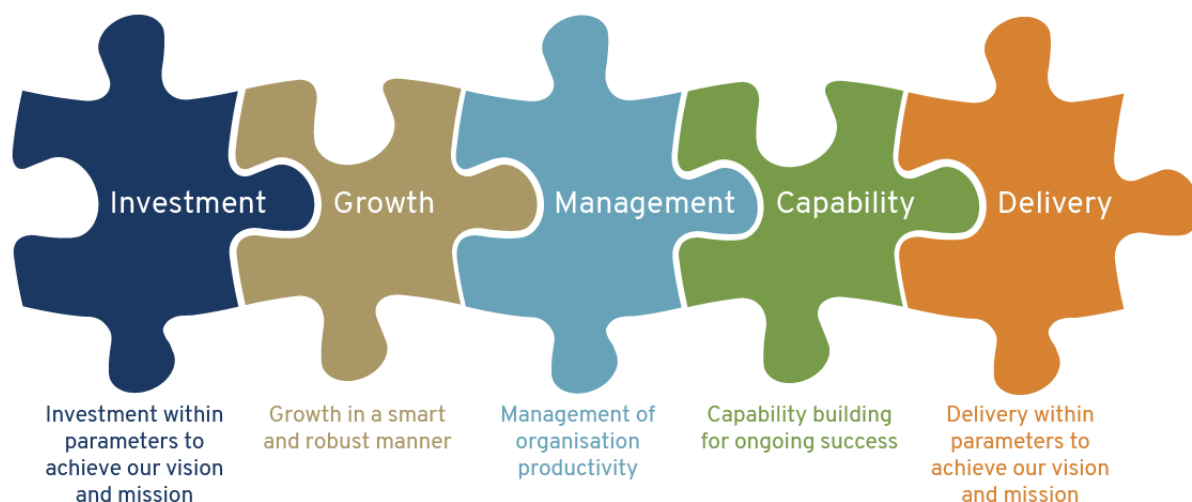 Investment
Growth
Management
Capability
Delivery
Investment within
parameters to
achieve our vision
and mission
Growth in a smart
and robust manner
Management of
organisation
productivity
Capability building
for ongoing success
Delivery within
parameters to
achieve our vision
and mission